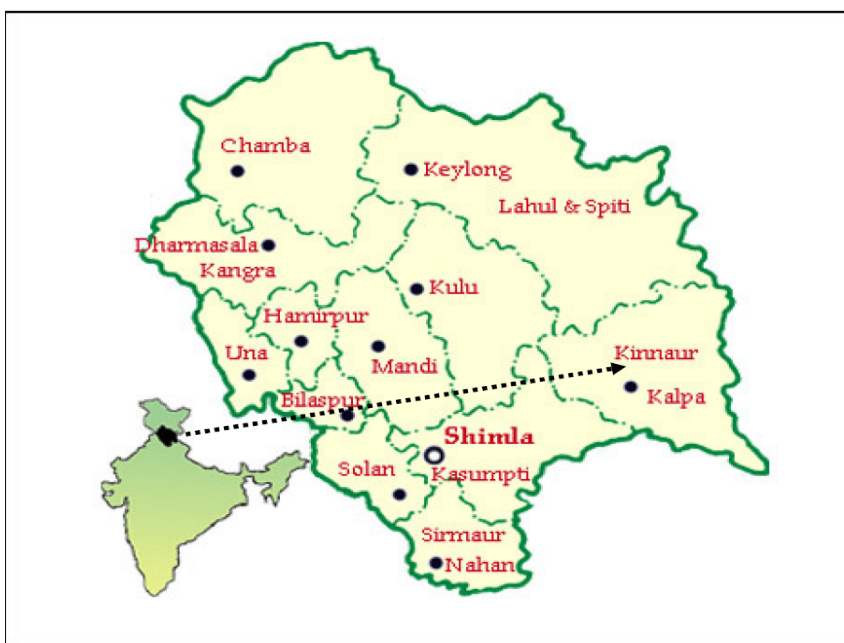 Chamba
Keylong
Lahul & Spiti
Dharmasala
Kangra
Kulu
Hamirpur
Una
Mandi
Kinnaur
Kalpa
Bilaspur
Shimla
Solan
Kasumpti
Sirmaur
Nahan